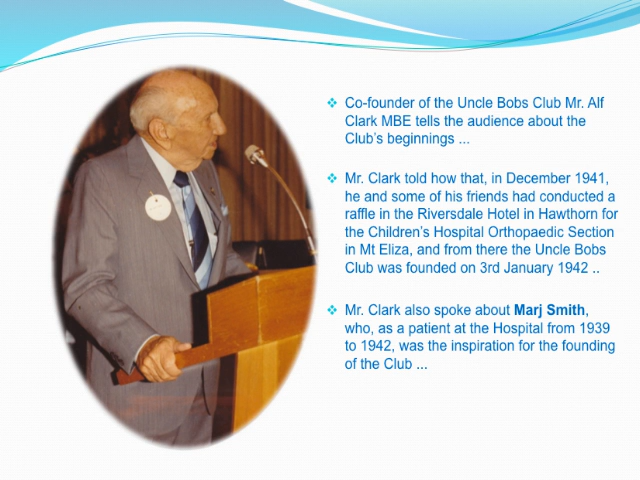 Co-founder of the Uncle Bobs Club Mr. Alf
Clark MBE tells the audience about the
Club's beginnings ...
Mr. Clark told how that, in December 1941,
he and some of his friends had conducted a
raffle in the Riversdale Hotel in Hawthorn for
the Children's Hospital Orthopaedic Section
in Mt Eliza, and from there the Uncle Bobs
Club was founded on 3rd January 1942 ..
Mr. Clark also spoke about Marj Smith,
who, as a patient at the Hospital from 1939
to 1942, was the inspiration for the founding
of the Club ...